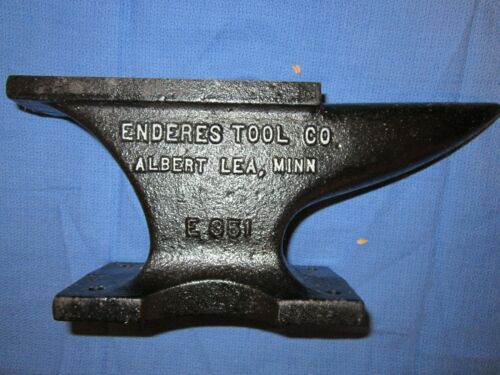 ENDERES TOOL CO
ALBERT LEA, MINN
E 351